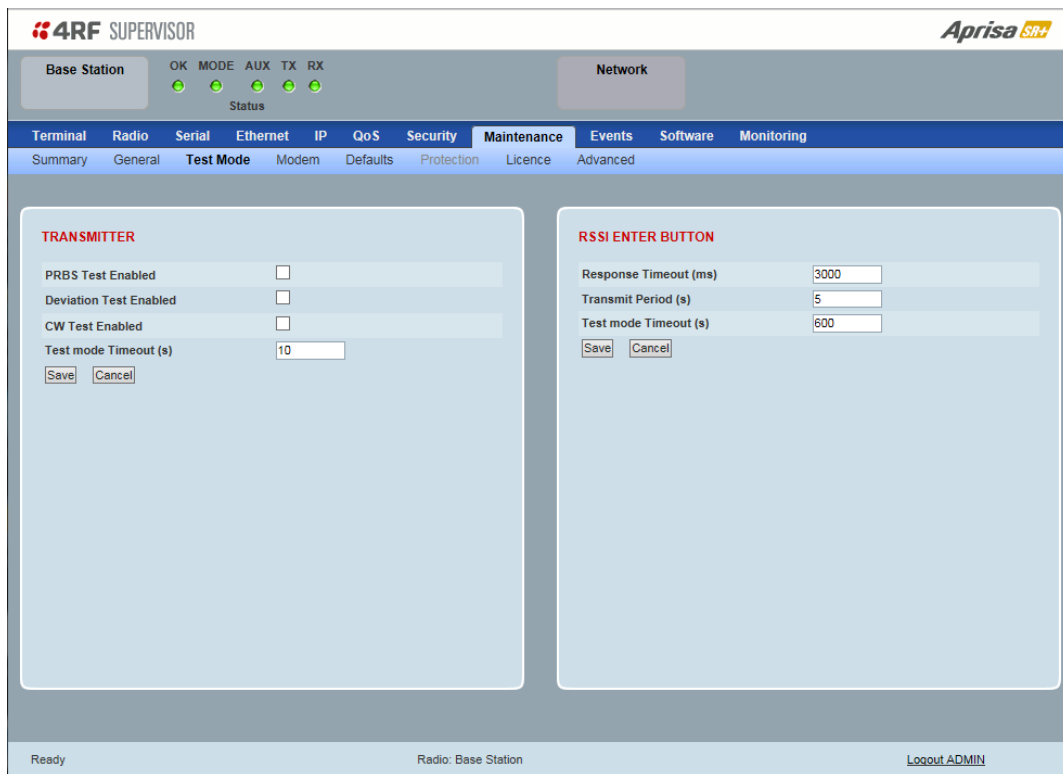 4RF SUPERVISOR
Aprisa SR+
Base Station
OK MODE AUX TX RX
Status
Network
Terminal Radio Serial Ethernet IP QoS Security Maintenance Events Software Monitoring
Summary General Test Mode Modem Defaults Protection Licence Advanced
TRANSMITTER
PRBS Test Enabled
Deviation Test Enabled
CW Test Enabled
Test mode Timeout (s) 10
Save Cancel
RSSI ENTER BUTTON
Response Timeout (ms) 3000
Transmit Period (s) 5
Test mode Timeout (s) 600
Save Cancel
Ready Radio: Base Station Logout ADMIN